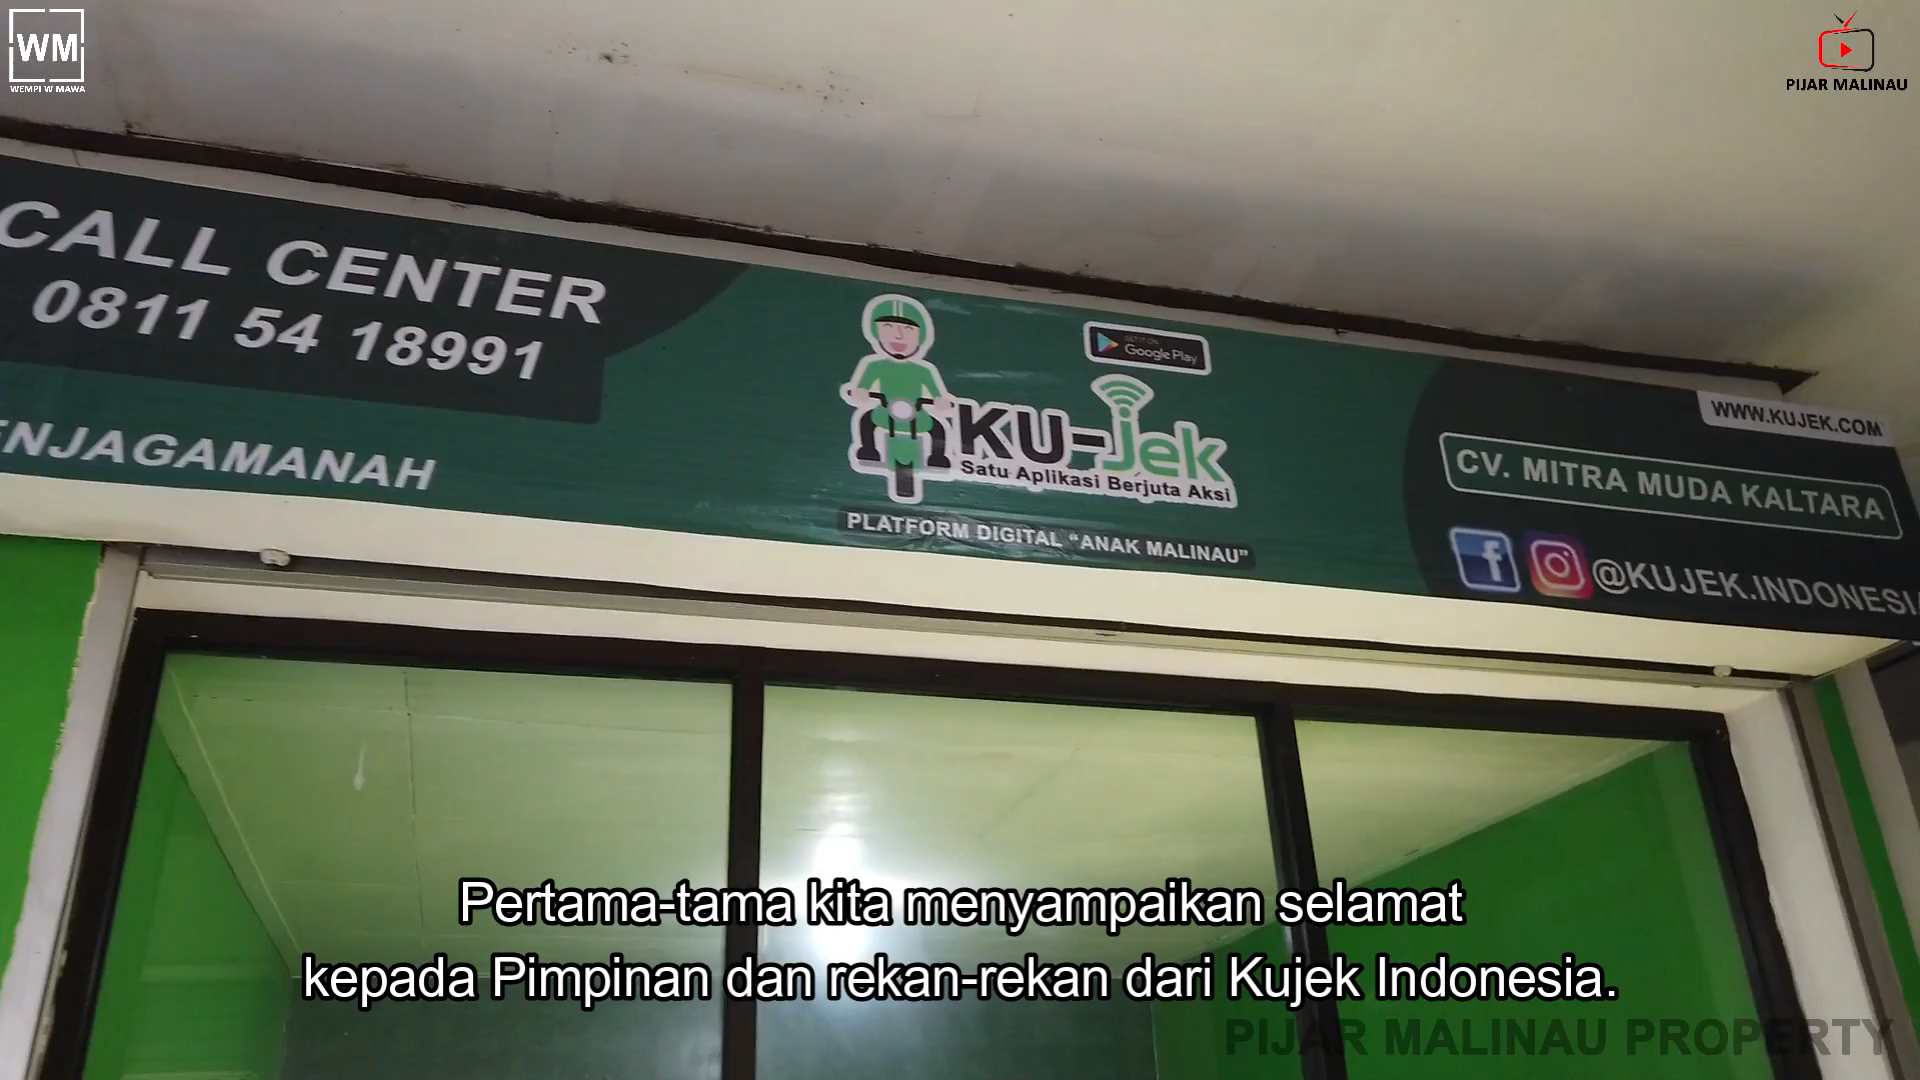 WM
WEMPI W MAWA
PIJAR MALINAU
CALL CENTER
0811 54 18991
GET IT ON
Google Play
KU-jek
Satu Aplikasi Berjuta Aksi
PLATFORM DIGITAL “ANAK MALINAU”
WWW.KUJEK.COM
CV. MITRA MUDA KALTARA
@KUJEK.INDONESIA
Pertama-tama kita menyampaikan selamat
kepada Pimpinan dan rekan-rekan dari Kujek Indonesia.
PIJAR MALINAU PROPERTY